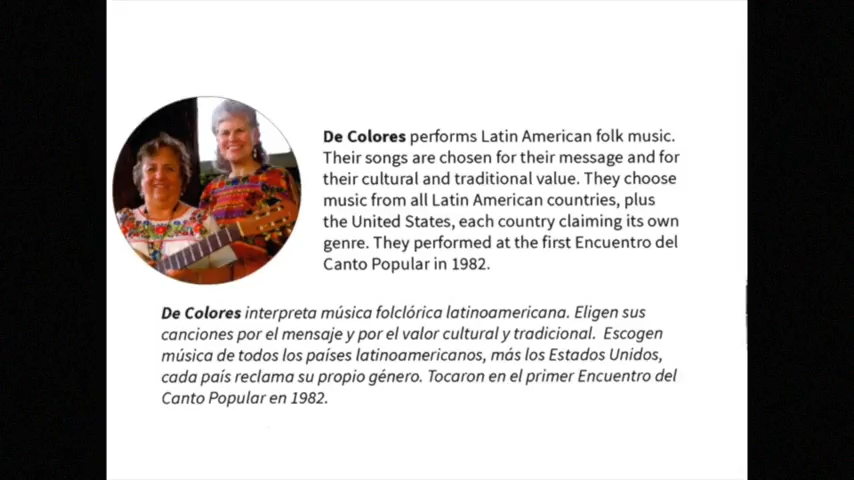 De Colores performs Latin American folk music.
Their songs are chosen for their message and for
their cultural and traditional value. They choose
music from all Latin American countries, plus
the United States, each country claiming its own
genre. They performed at the first Encuentro del
Canto Popular in 1982.
De Colores interpreta música folclórica latinoamericana. Eligen sus
canciones por el mensaje y por el valor cultural y tradicional. Escogen
música de todos los países latinoamericanos, más los Estados Unidos,
cada país reclama su propio género. Tocaron en el primer Encuentro del
Canto Popular en 1982.